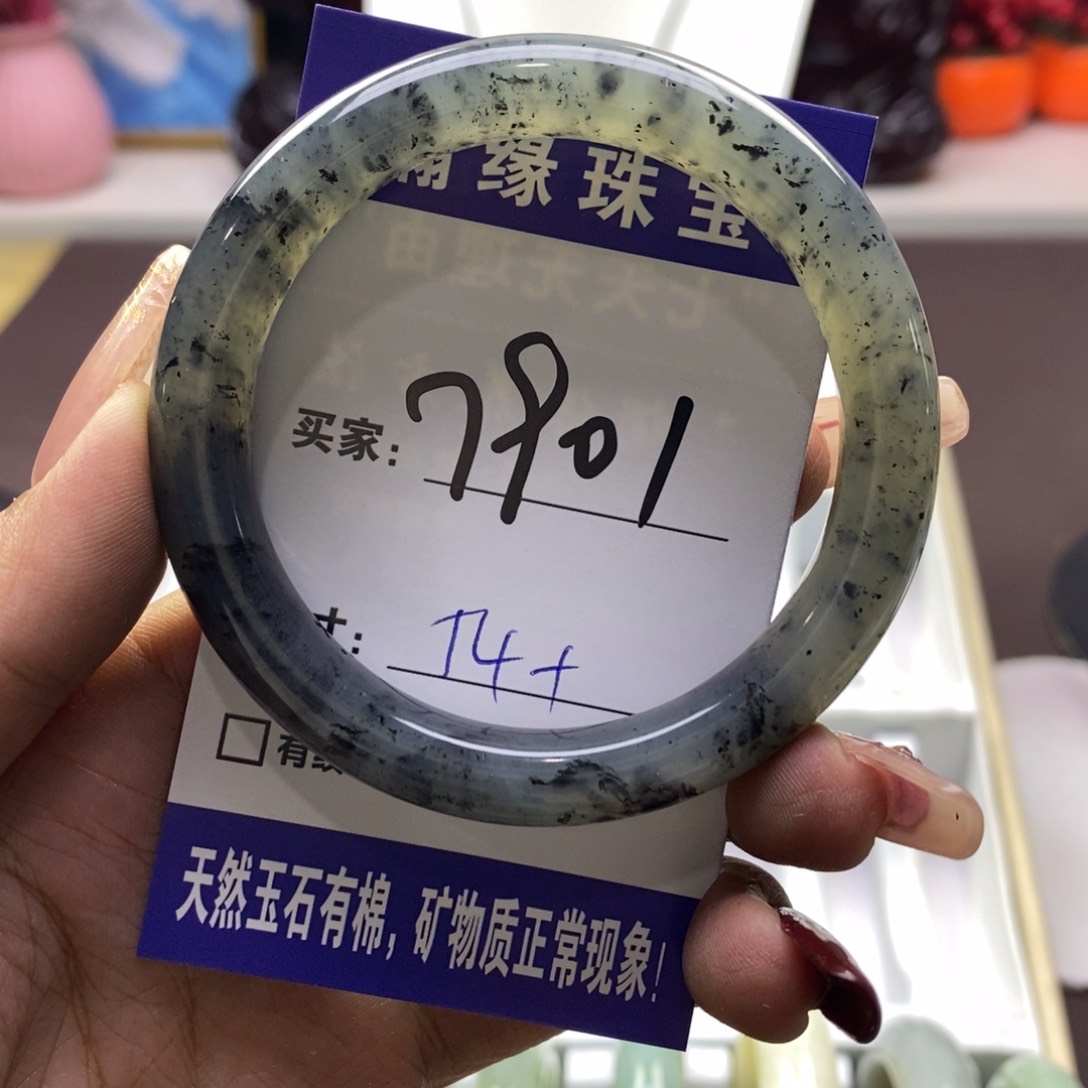 缘珠宝
买家: 7901
寸: 54+
有
天然玉石有棉，矿物质正常现象！